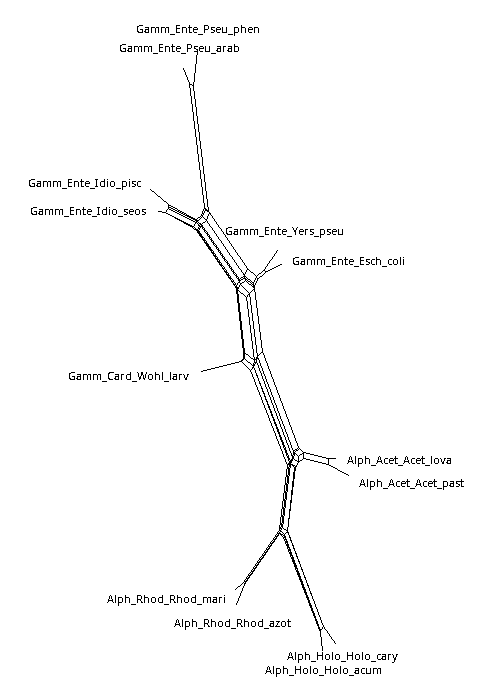 Gamm_Ente_Pseu_phen
Gamm_Ente_Pseu_arab
Gamm_Ente_Idio_pisc
Gamm_Ente_Idio_seos
Gamm_Ente_Yers_pseu
Gamm_Ente_Esch_coli
Gamm_Card_Wohl_larv
Alph_Acet_Acet_lova
Alph_Acet_Acet_past
Alph_Rhod_Rhod_mari
Alph_Rhod_Rhod_azot
Alph_Holo_Holo_cary
Alph_Holo_Holo_acum